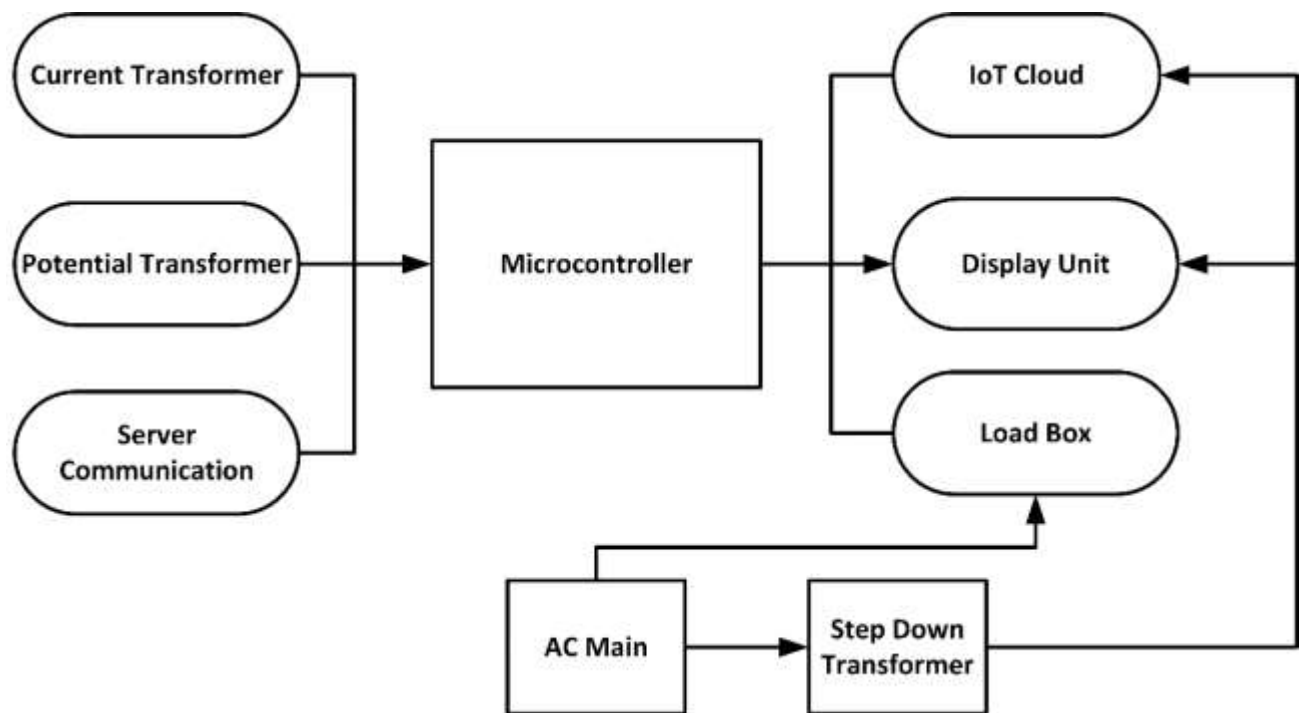 Current Transformer
IoT Cloud
Potential Transformer
Microcontroller
Display Unit
Server
Communication
Load Box
AC Main
Step Down
Transformer